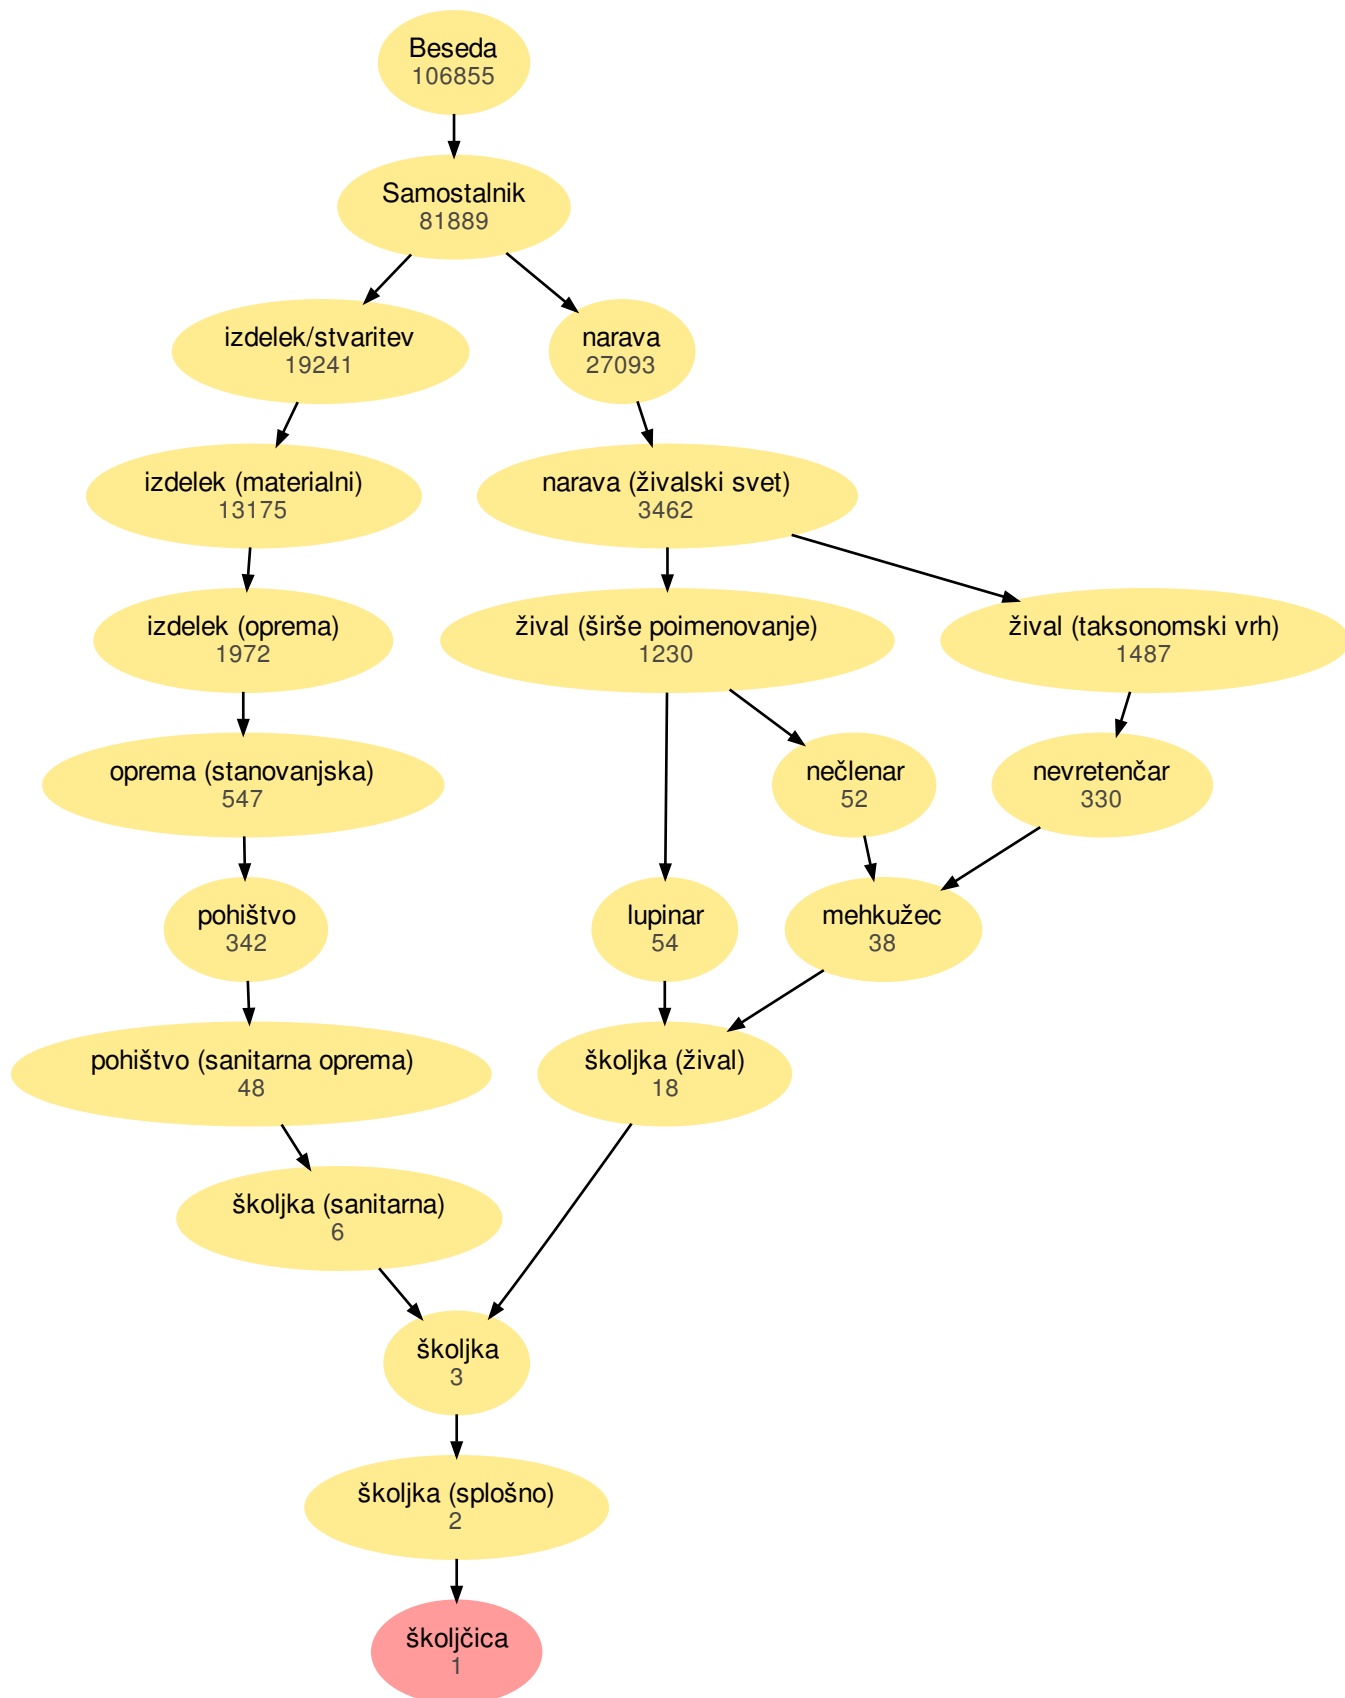 Beseda
106855
Samostalnik
81889
izdelek/stvaritev
19241
narava
27093
izdelek (materialni)
13175
narava (živalski svet)
3462
izdelek (oprema)
1972
žival (širše poimenovanje)
1230
žival (taksonomski vrh)
1487
oprema (stanovanjska)
547
nečlenar
52
nevretenčar
330
pohištvo
342
lupinar
54
mehkužec
38
pohištvo (sanitarna oprema)
48
školjka (žival)
18
školjka (sanitarna)
6
školjka
3
školjka (splošno)
2
školjčica
1